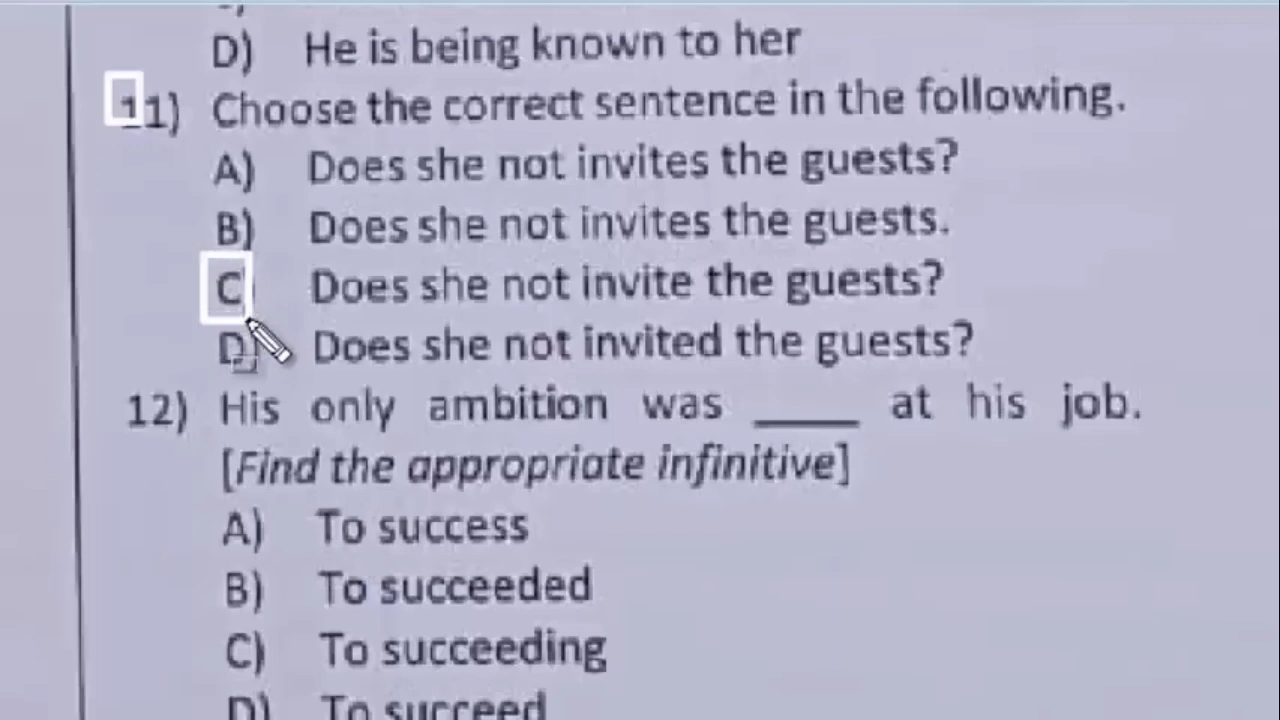 D) He is being known to her
11) Choose the correct sentence in the following.
A) Does she not invites the guests?
B) Does she not invites the guests.
C Does she not invite the guests?
D) Does she not invited the guests?
12) His only ambition was ____ at his job.
[Find the appropriate infinitive]
A) To success
B) To succeeded
C) To succeeding
D) To succeed